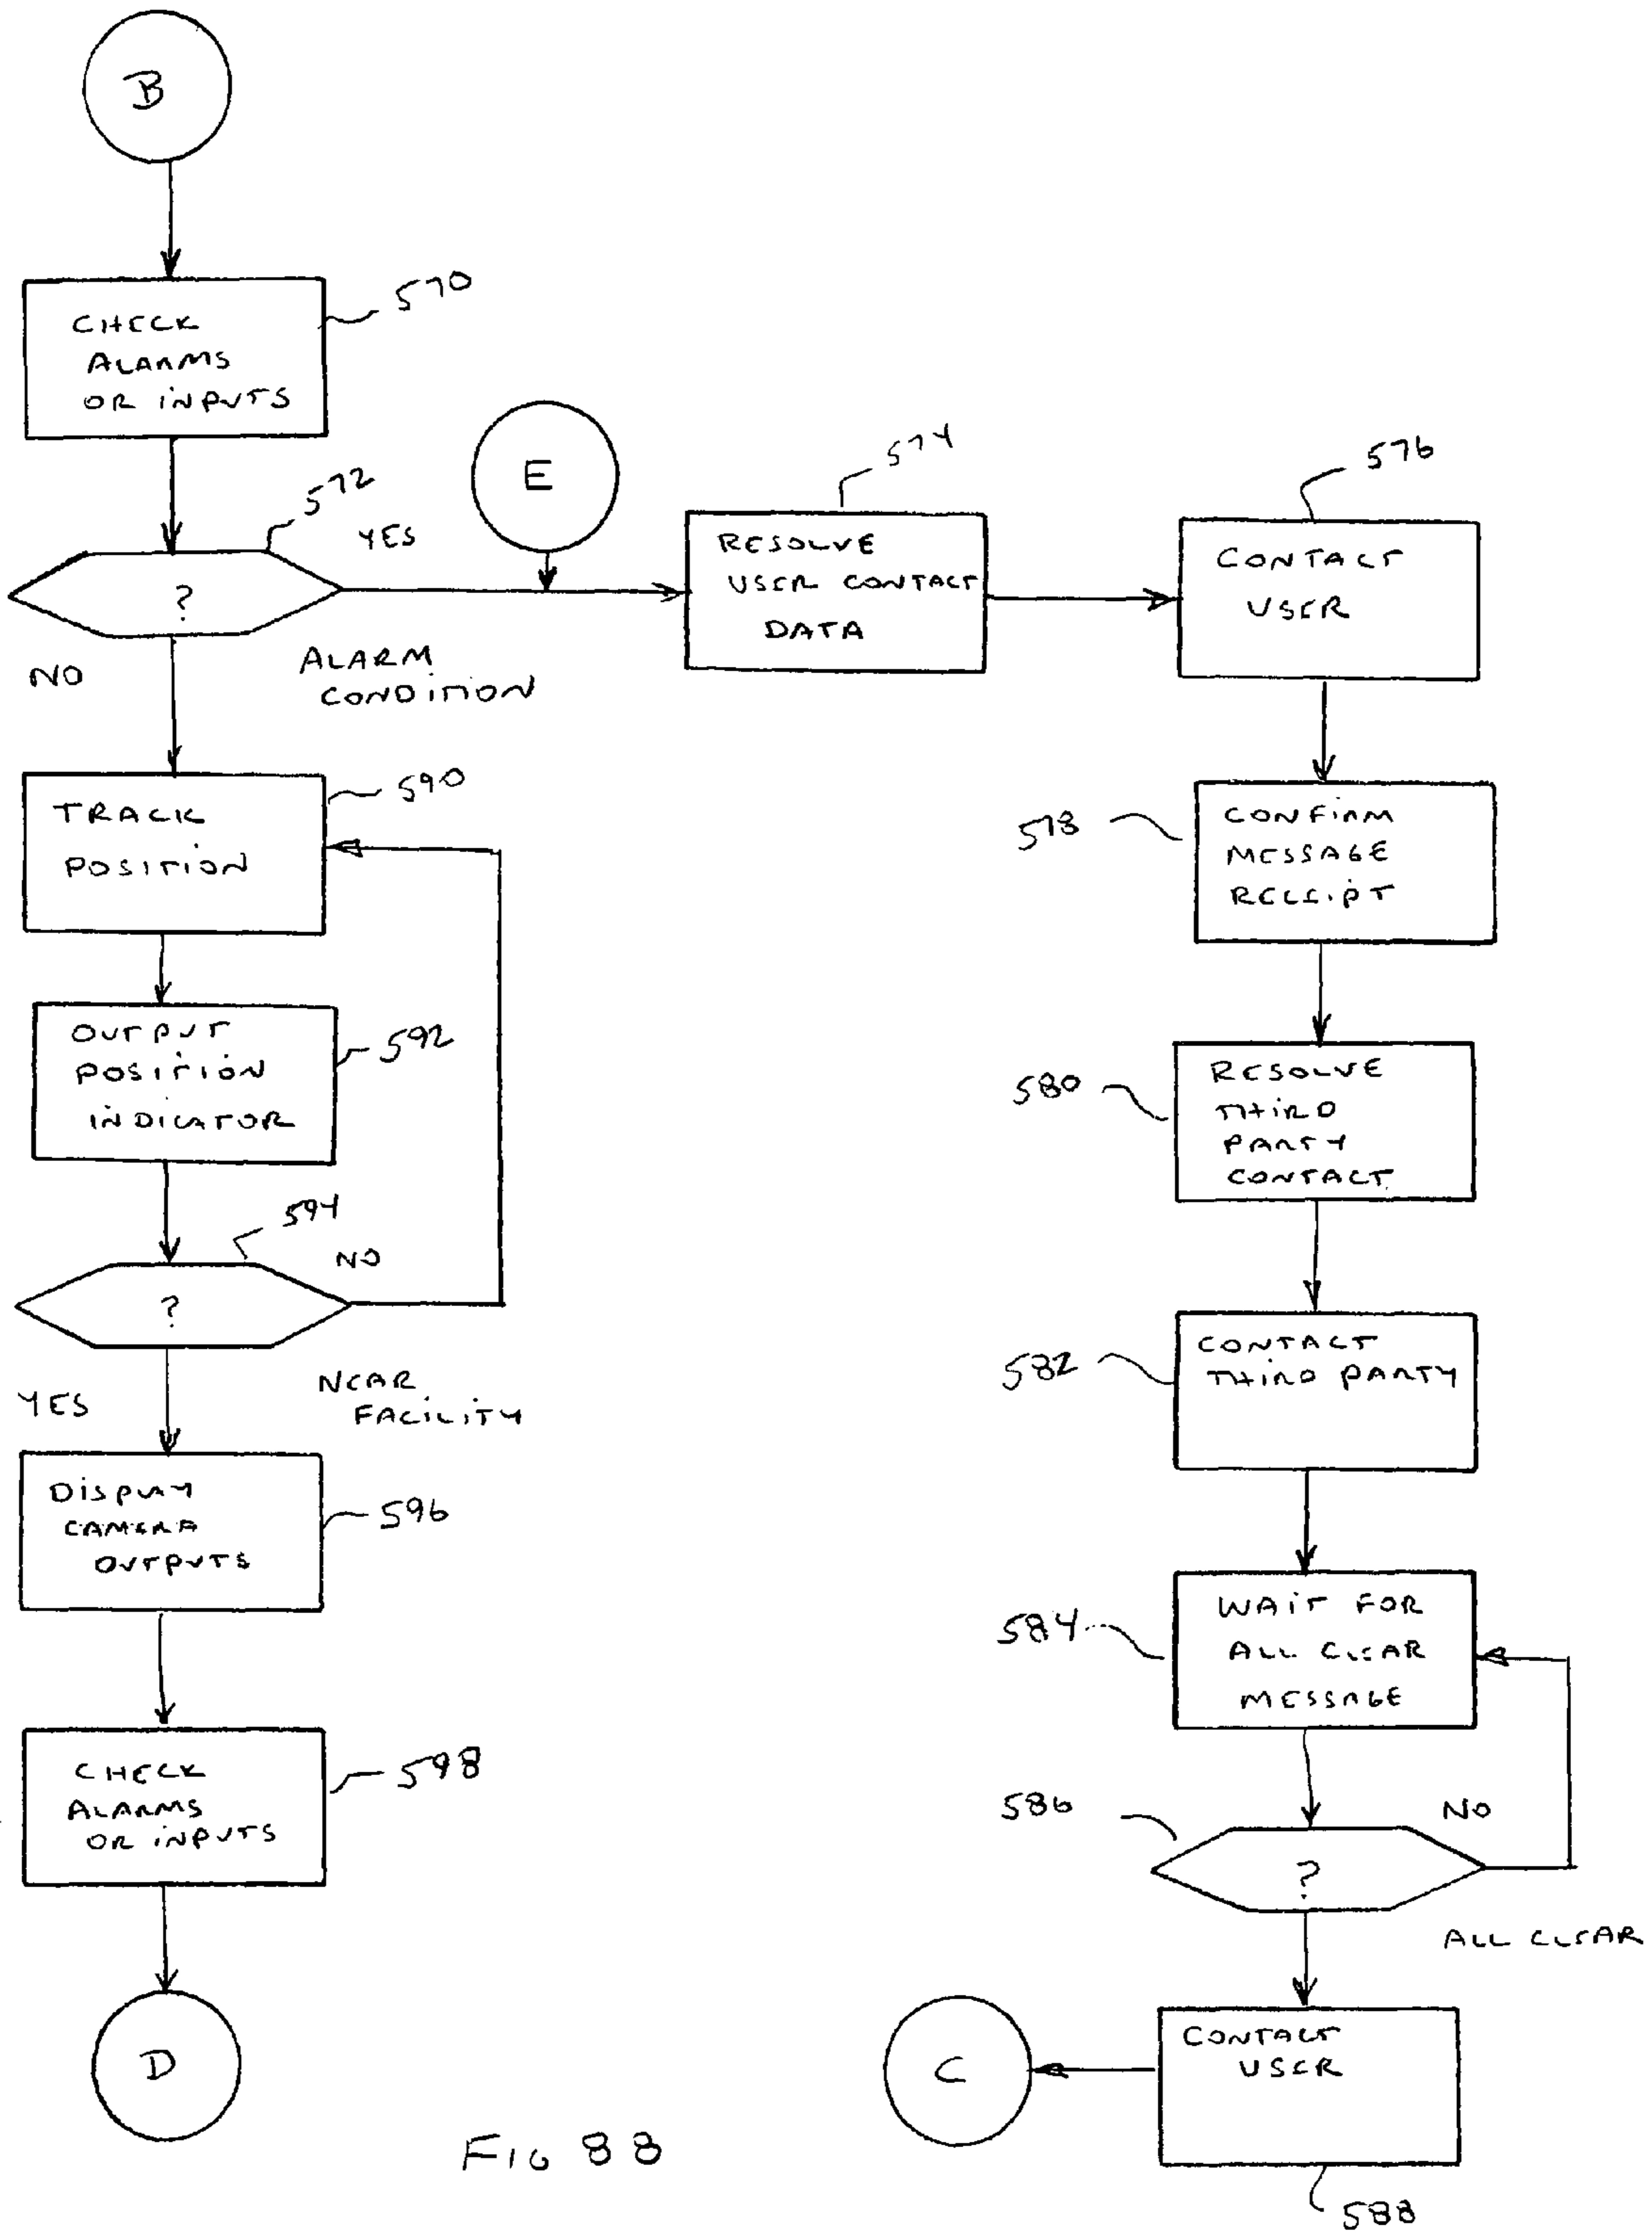 B
CHECK
ALARMS
OR INPUTS
570
572
?
YES
NO
ALARM
CONDITION
E
RESOLVE
USER CONTACT
DATA
574
CONTACT
USER
576
CONFIRM
MESSAGE
RECEIPT
578
RESOLVE
THIRD
PARTY
CONTACT
580
CONTACT
THIRD PARTY
582
WAIT FOR
ALL CLEAR
MESSAGE
584
586
?
NO
ALL CLEAR
CONTACT
USER
588
C
TRACK
POSITION
590
OUTPUT
POSITION
INDICATOR
592
594
?
NO
YES
NEAR
FACILITY
DISPLAY
CAMERA
OUTPUTS
596
CHECK
ALARMS
OR INPUTS
598
D
FIG 88